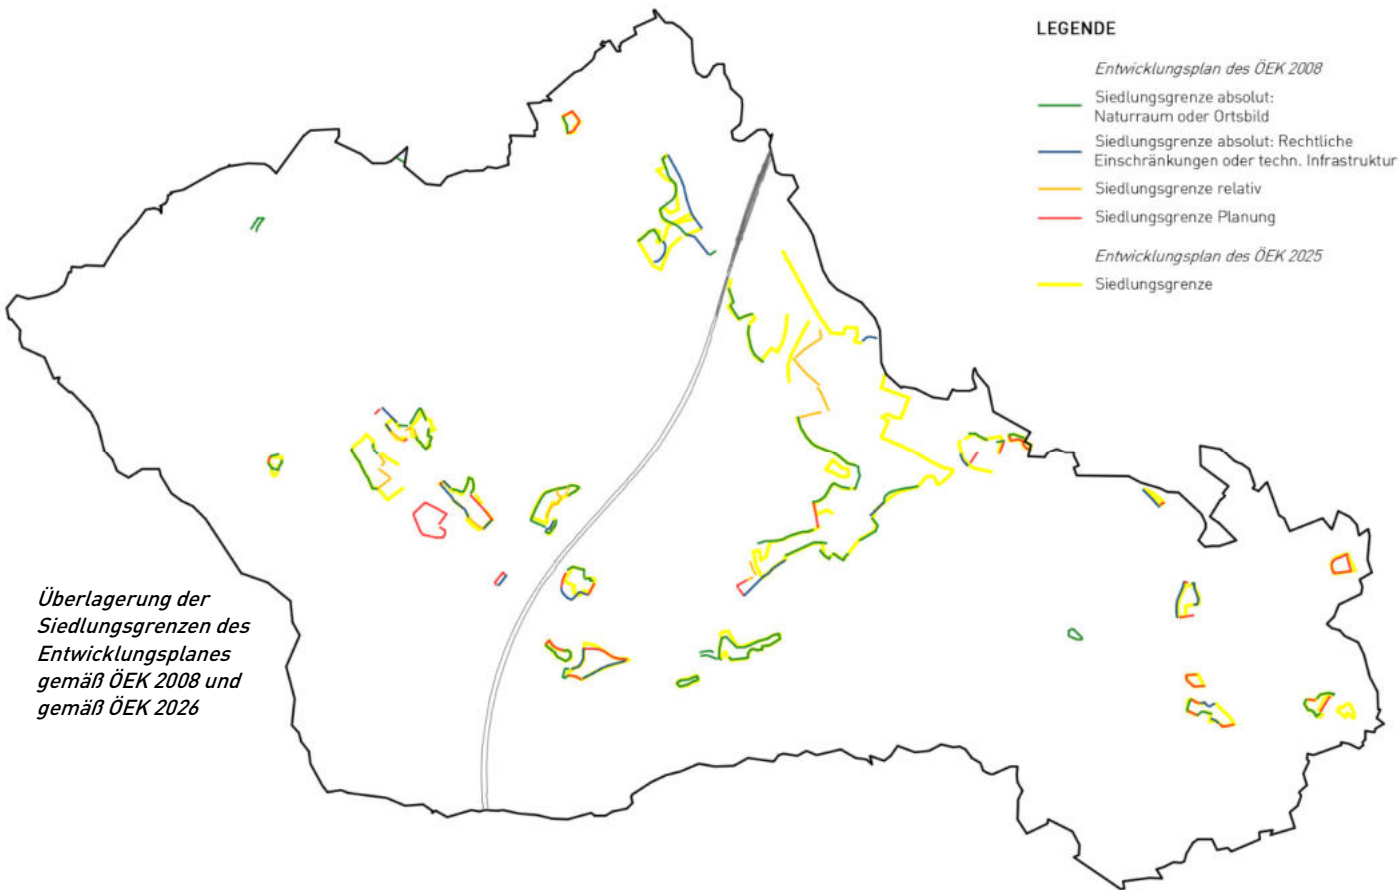 LEGENDE
Entwicklungsplan des ÖEK 2008
Siedlungsgrenze absolut:
Naturraum oder Ortsbild
Siedlungsgrenze absolut: Rechtliche
Einschränkungen oder techn. Infrastruktur
Siedlungsgrenze relativ
Siedlungsgrenze Planung
Entwicklungsplan des ÖEK 2025
Siedlungsgrenze
Überlagerung der
Siedlungsgrenzen des
Entwicklungsplanes
gemäß ÖEK 2008 und
gemäß ÖEK 2026